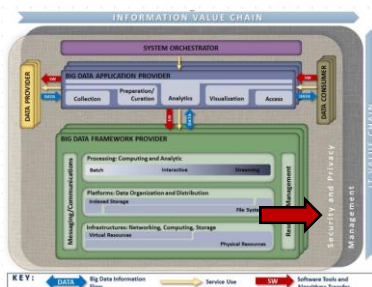 INFORMATION VALUE CHAIN
SYSTEM ORCHESTRATOR
DATA PROVIDER
SW
DATA
BIG DATA APPLICATION PROVIDER
Collection
Preparation/
Curation
Analytics
Visualisation
Access
SW
DATA
DATA CONSUMER
SW
DATA
BIG DATA FRAMEWORK PROVIDER
Messaging/Communications
Processing: Computing and Analytic
Batch
Interactive
Streaming
Platforms: Data Organization and Distribution
Indexed Storage
File System
Infrastructures: Networking, Computing, Storage
Virtual Resources
Physical Resources
Management
Security and Privacy
Management
IT VALUE CHAIN
KEY:
DATA
Big Data Information
Flow
Service Use
SW
Software Tools and
Algorithms Transfer